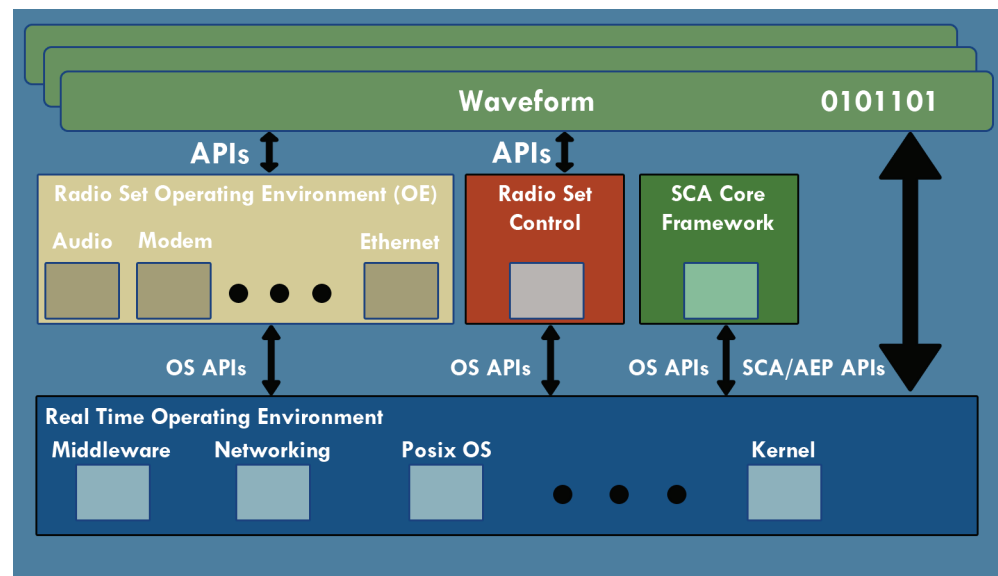 Waveform 0101101
APIs APIs
Radio Set Operating Environment (OE)
Audio Modem Ethernet
Radio Set
Control
SCA Core
Framework
OS APIs OS APIs OS APIs SCA/AEP APIs
Real Time Operating Environment
Middleware Networking Posix OS Kernel